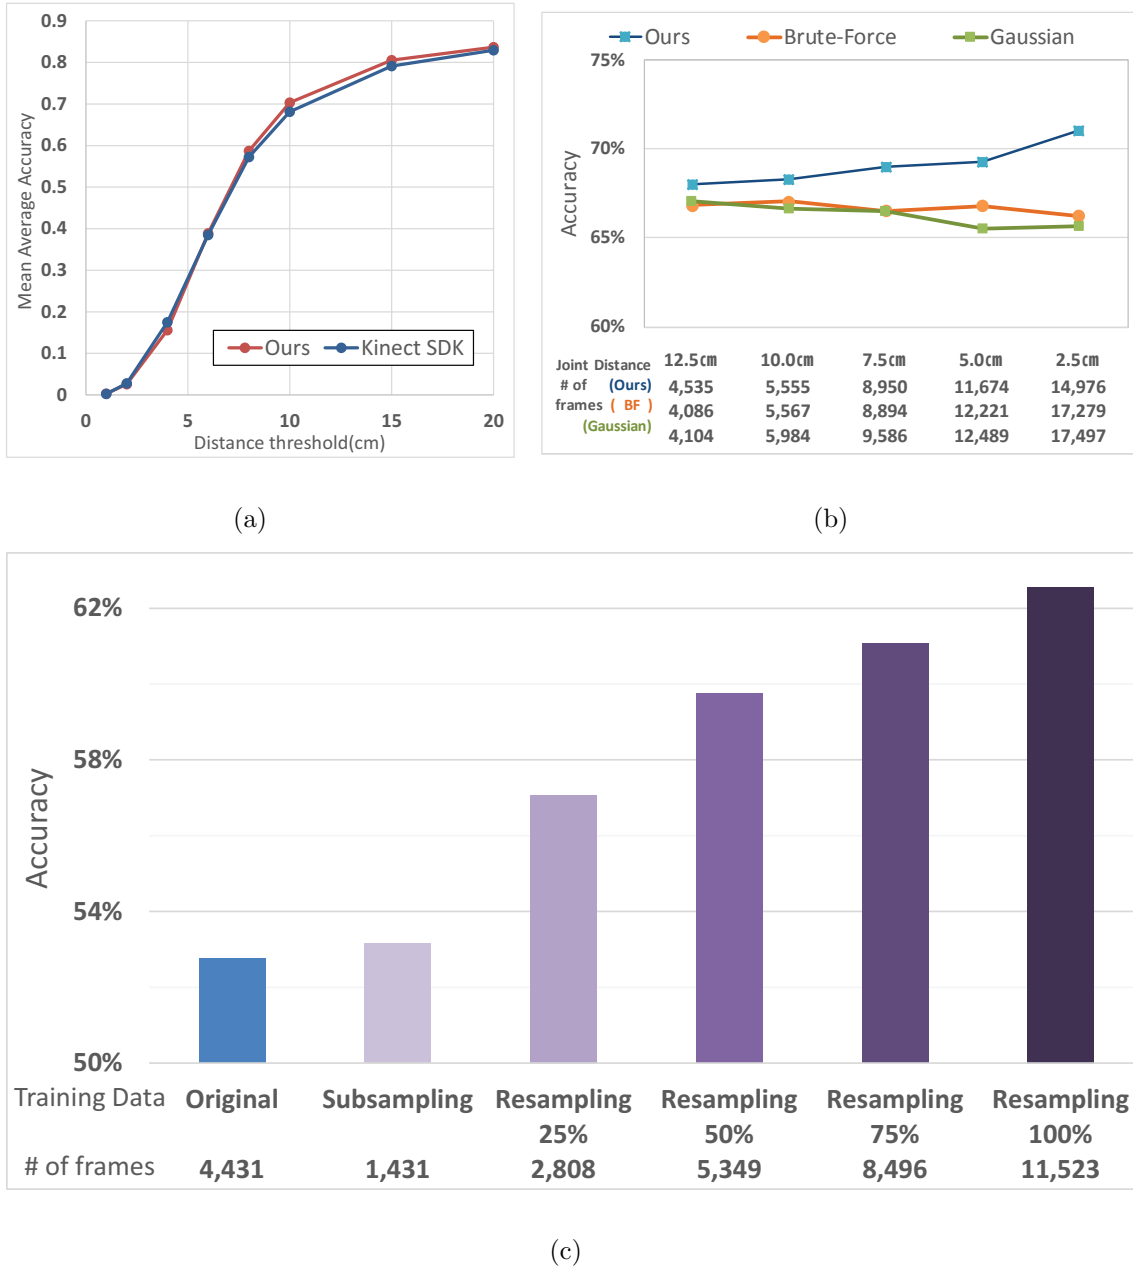 0.9
0.8
0.7
0.6
0.5
0.4
0.3
0.2
0.1
0
Mean Average Accuracy
Ours Kinect SDK
0 5 10 15 20
Distance threshold(cm)
(a)
Ours Brute-Force Gaussian
75%
70%
65%
60%
Accuracy
Joint Distance 12.5cm 10.0cm 7.5cm 5.0cm 2.5cm
# of (Ours) 4,535 5,555 8,950 11,674 14,976
frames ( BF ) 4,086 5,567 8,894 12,221 17,279
(Gaussian) 4,104 5,984 9,586 12,489 17,497
(b)
62%
58%
54%
50%
Accuracy
Training Data Original Subsampling Resampling Resampling Resampling Resampling
25% 50% 75% 100%
# of frames 4,431 1,431 2,808 5,349 8,496 11,523
(c)